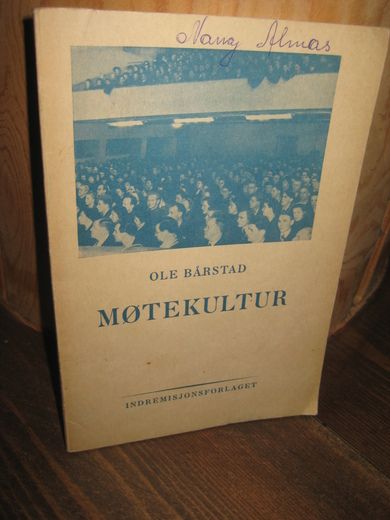 Nancy Almas
OLE BÅRSTAD
MØTEKULTUR
INDREMISJONSFORLAGET